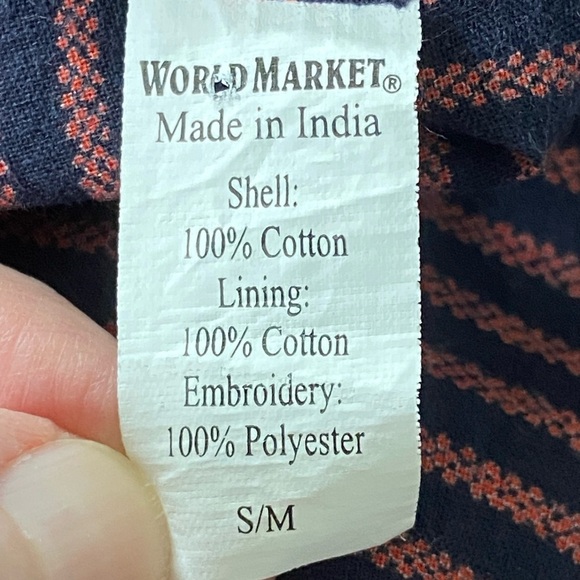 WORLD MARKET®
Made in India
Shell:
100% Cotton
Lining:
100% Cotton
Embroidery:
100% Polyester
S/M